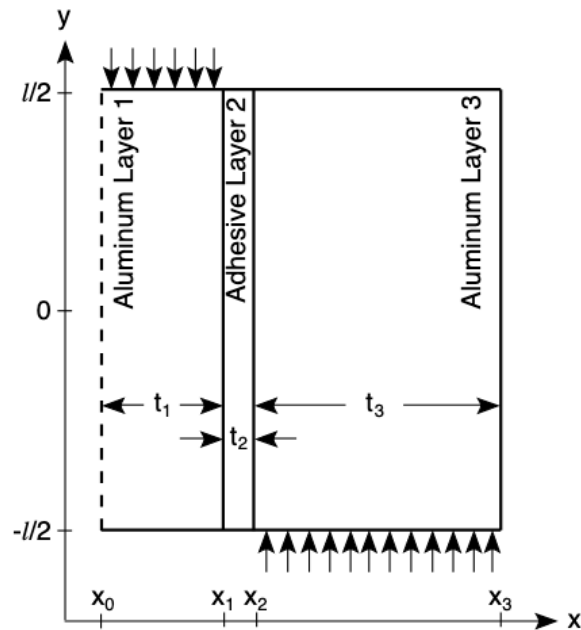 y
l/2
Aluminum Layer 1
Adhesive Layer 2
Aluminum Layer 3
0
t₁
t₃
t₂
-l/2
x₀
x₁
x₂
x₃
x